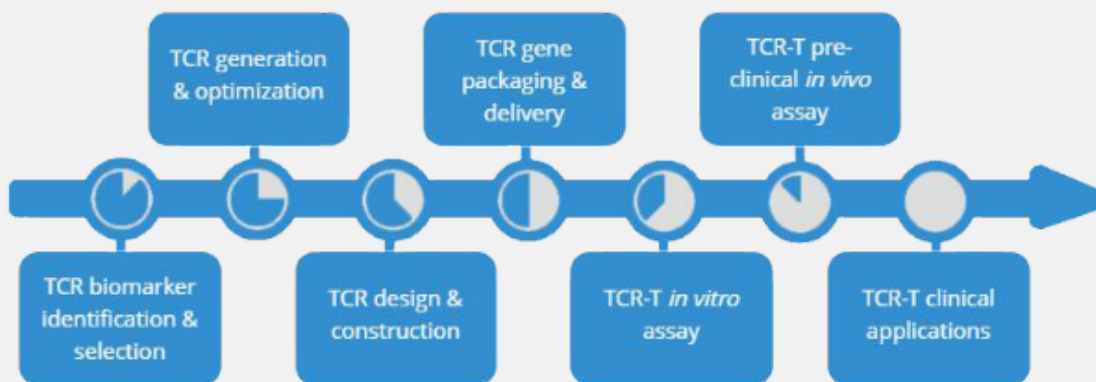 TCR generation
& optimization
TCR gene
packaging &
delivery
TCR-T pre-
clinical in vivo
assay
TCR biomarker
identification &
selection
TCR design &
construction
TCR-T in vitro
assay
TCR-T clinical
applications